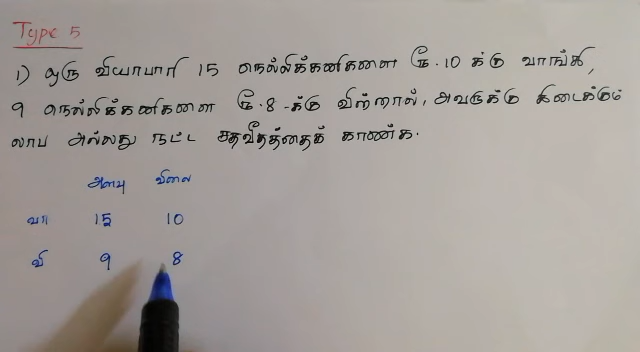 Type 5
1) ஒரு வியாபாரி 15 நெல்லிக்கனிகளை ரூ.10 க்கு வாங்கி,
9 நெல்லிக்கனிகளை ரூ.8-க்கு விற்றால், அவருக்கு கிடைக்கும்
லாப அல்லது நட்ட சதவீதத்தைக் காண்க.
அளவு விலை
வா 15 10
வி 9 8